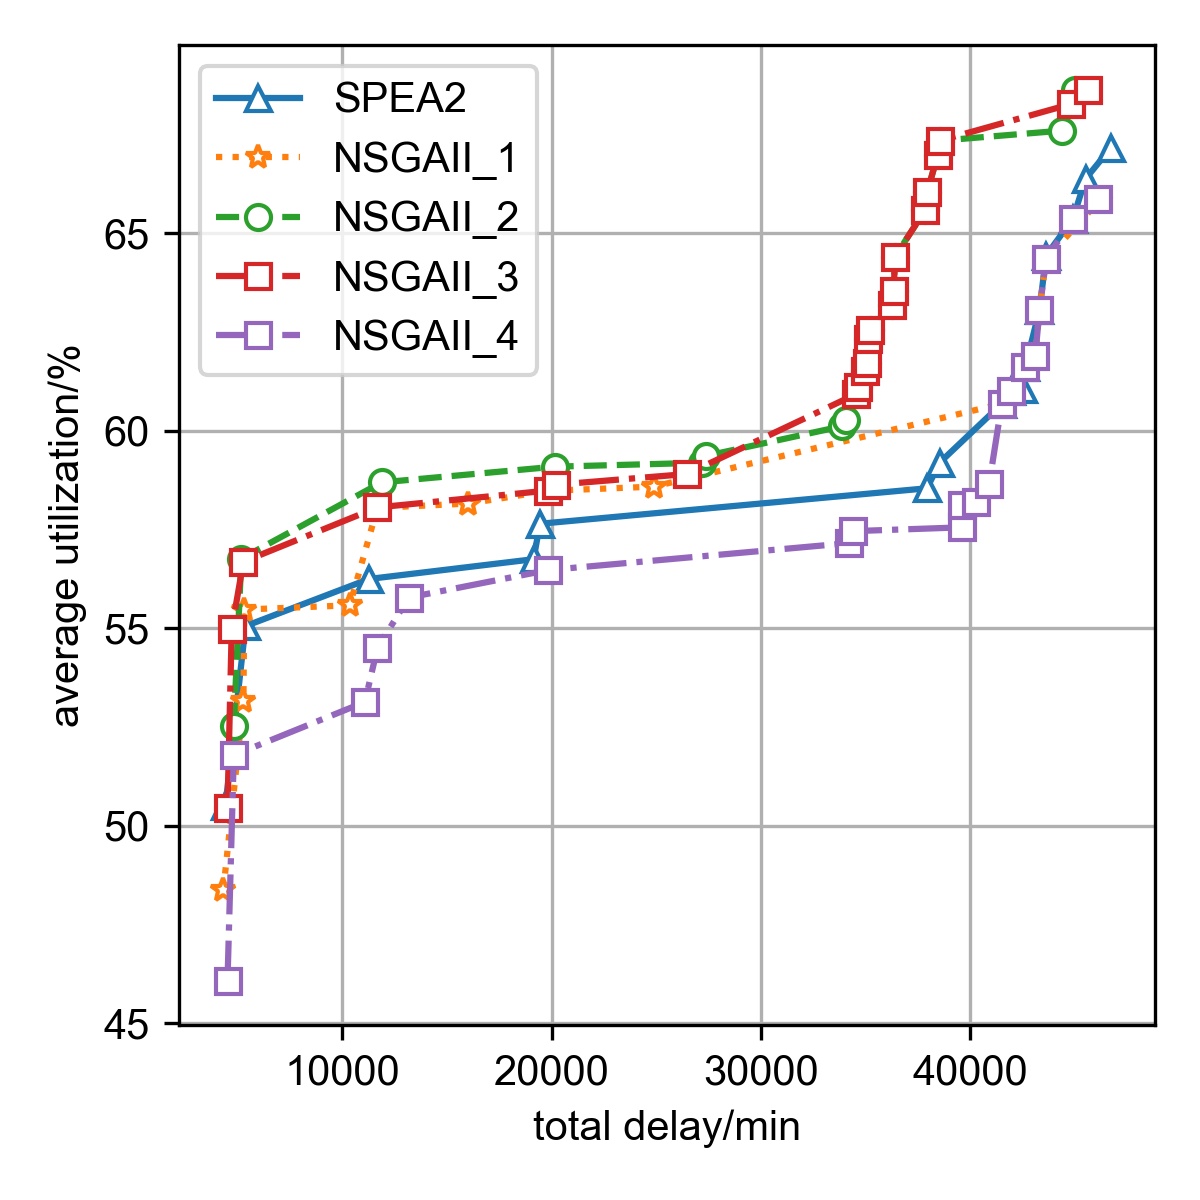 SPEA2
NSGAII_1
NSGAII_2
NSGAII_3
NSGAII_4
65
60
55
50
45
average utilization/%
10000 20000 30000 40000
total delay/min